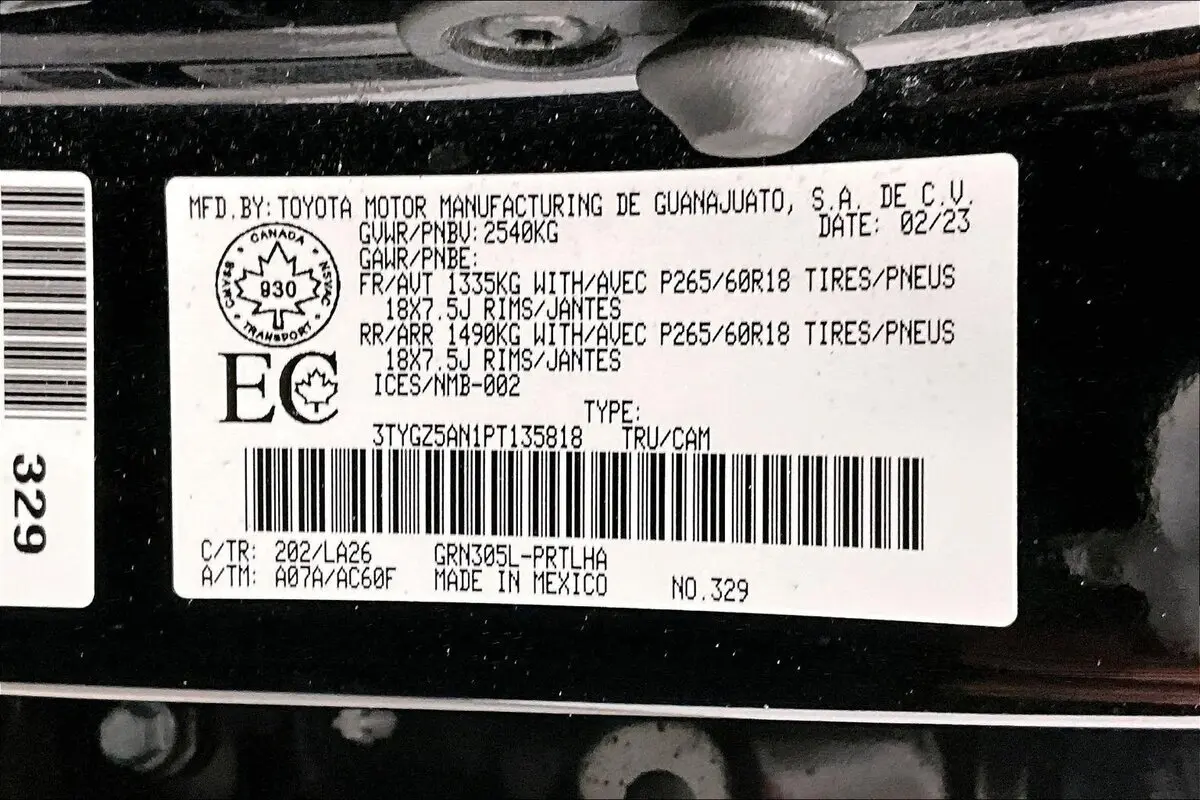 MFD.BY: TOYOTA MOTOR MANUFACTURING DE GUANAJUATO, S.A. DE C.V.
DATE: 02/23
GVWR/PNBV: 2540KG
GAWR/PNBE:
FR/AVT 1335KG WITH/AVEC P265/60R18 TIRES/PNEUS
18X7.5J RIMS/JANTES
RR/ARR 1490KG WITH/AVEC P265/60R18 TIRES/PNEUS
18X7.5J RIMS/JANTES
ICES/NMB-002
CANADA
CMVSS
930
NSVAC
TRANSPORT
EC
TYPE:
3TYGZ5AN1PT135818 TRU/CAM
C/TR: 202/LA26 GRN305L-PRTLHA
A/TM: A07A/AC60F MADE IN MEXICO NO.329
329